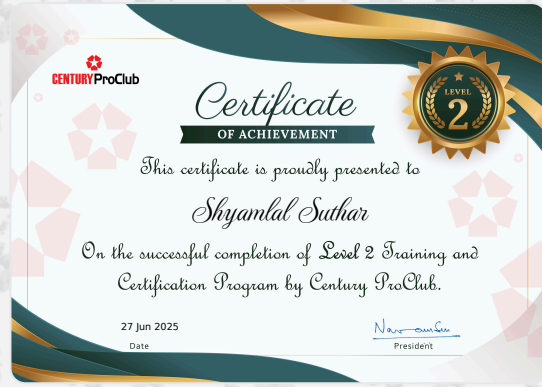 CENTURY ProClub
Certificate
OF ACHIEVEMENT
LEVEL
2
This certificate is proudly presented to
Shyamlal Suthar
On the successful completion of Level 2 Training and
Certification Program by Century ProClub.
27 Jun 2025
Date
President